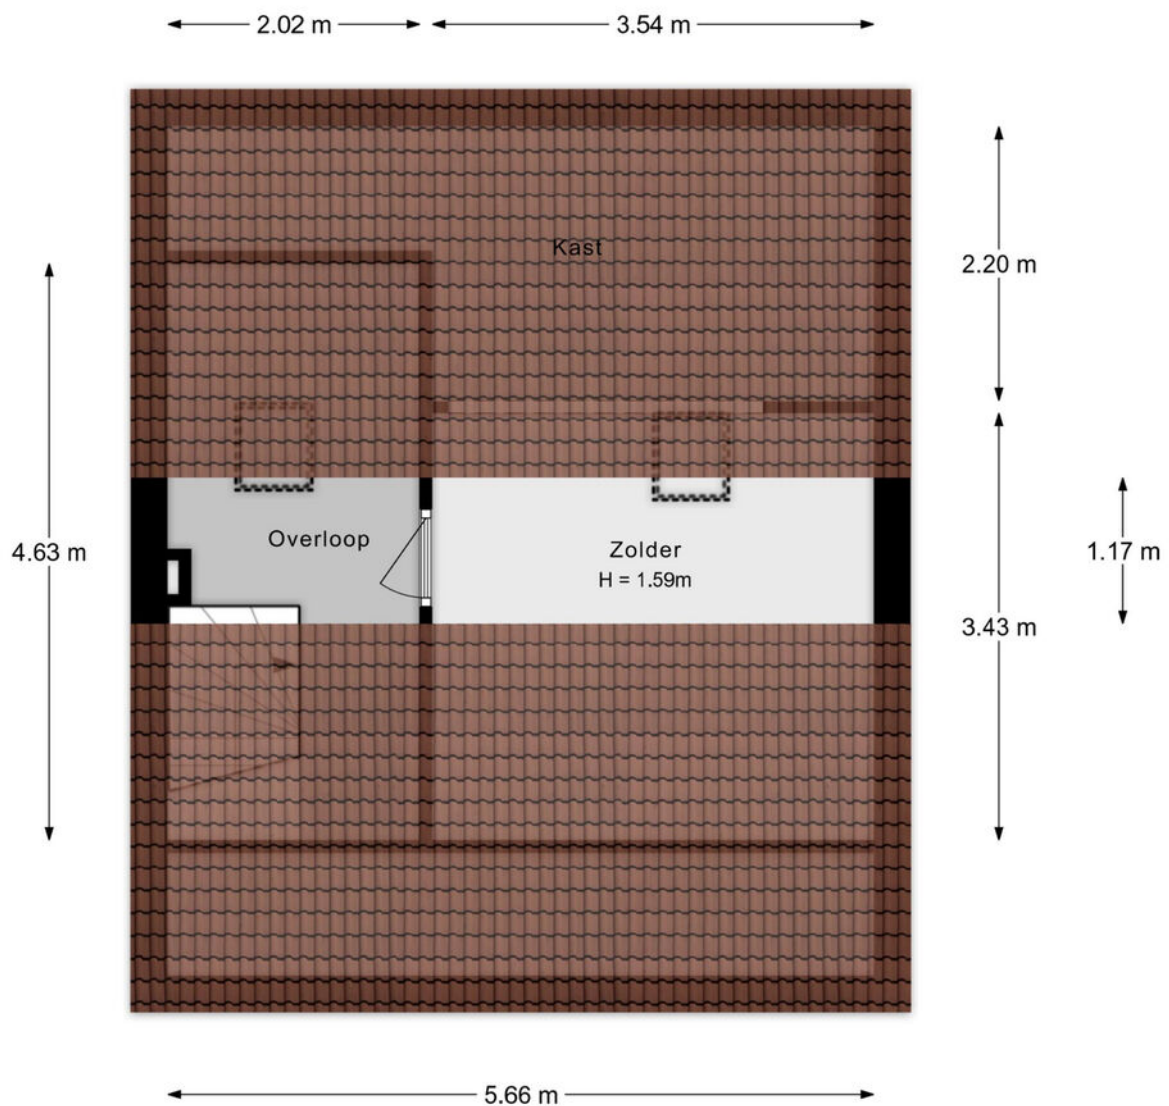 2.02 m
3.54 m
Kast
2.20 m
Overloop
Zolder
H = 1.59m
4.63 m
1.17 m
3.43 m
5.66 m